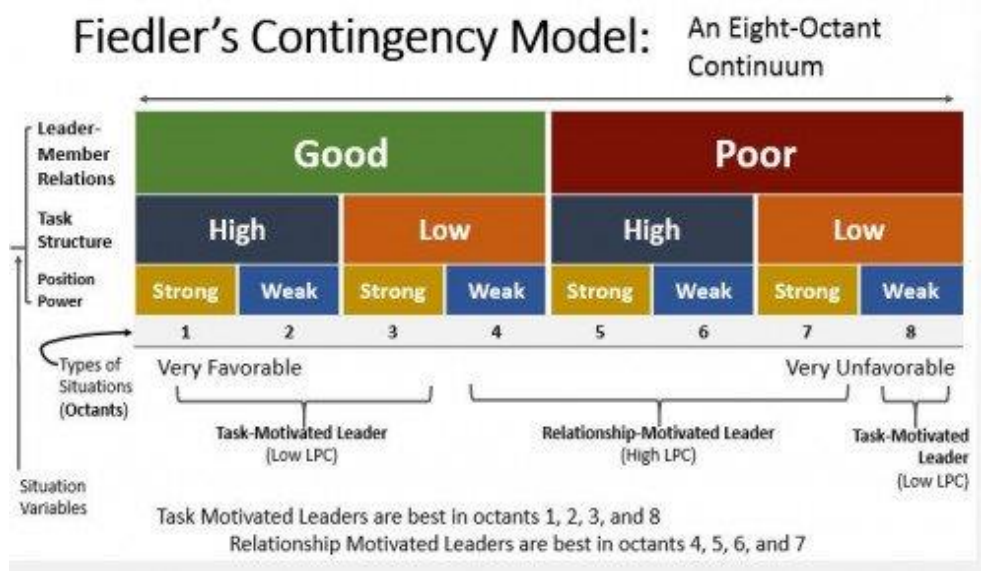 Fiedler's Contingency Model:
An Eight-Octant
Continuum
Leader-
Member
Relations
Good
Poor
Task
Structure
High
Low
High
Low
Position
Power
Strong
Weak
Strong
Weak
Strong
Weak
Strong
Weak
1
2
3
4
5
6
7
8
Types of
Situations
(Octants)
Very Favorable
Very Unfavorable
Task-Motivated Leader
(Low LPC)
Relationship-Motivated Leader
(High LPC)
Task-Motivated
Leader
(Low LPC)
Situation
Variables
Task Motivated Leaders are best in octants 1, 2, 3, and 8
Relationship Motivated Leaders are best in octants 4, 5, 6, and 7